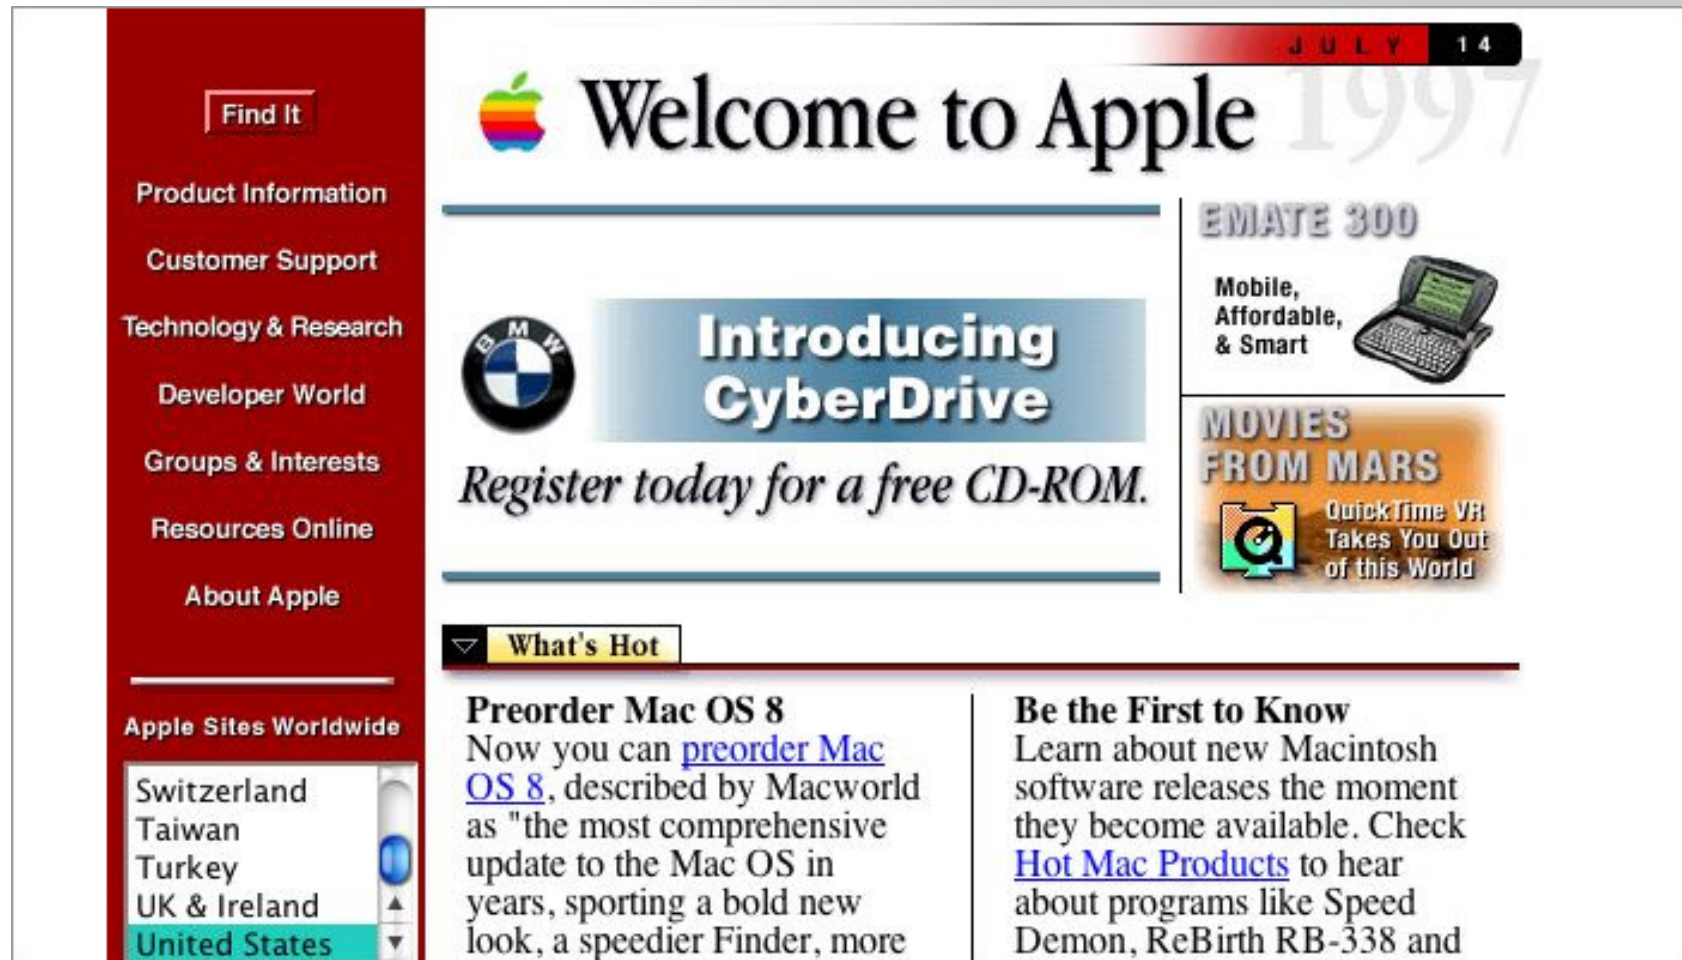 JULY 14
1997
Welcome to Apple
Find It
Product Information
Customer Support
Technology & Research
Developer World
Groups & Interests
Resources Online
About Apple
Apple Sites Worldwide
Switzerland
Taiwan
Turkey
UK & Ireland
United States
BMW
Introducing
CyberDrive
Register today for a free CD-ROM.
EMATE 300
Mobile,
Affordable,
& Smart
MOVIES
FROM MARS
QuickTime VR
Takes You Out
of this World
What's Hot
Preorder Mac OS 8
Now you can preorder Mac
OS 8, described by Macworld
as "the most comprehensive
update to the Mac OS in
years, sporting a bold new
look, a speedier Finder, more
Be the First to Know
Learn about new Macintosh
software releases the moment
they become available. Check
Hot Mac Products to hear
about programs like Speed
Demon, ReBirth RB-338 and